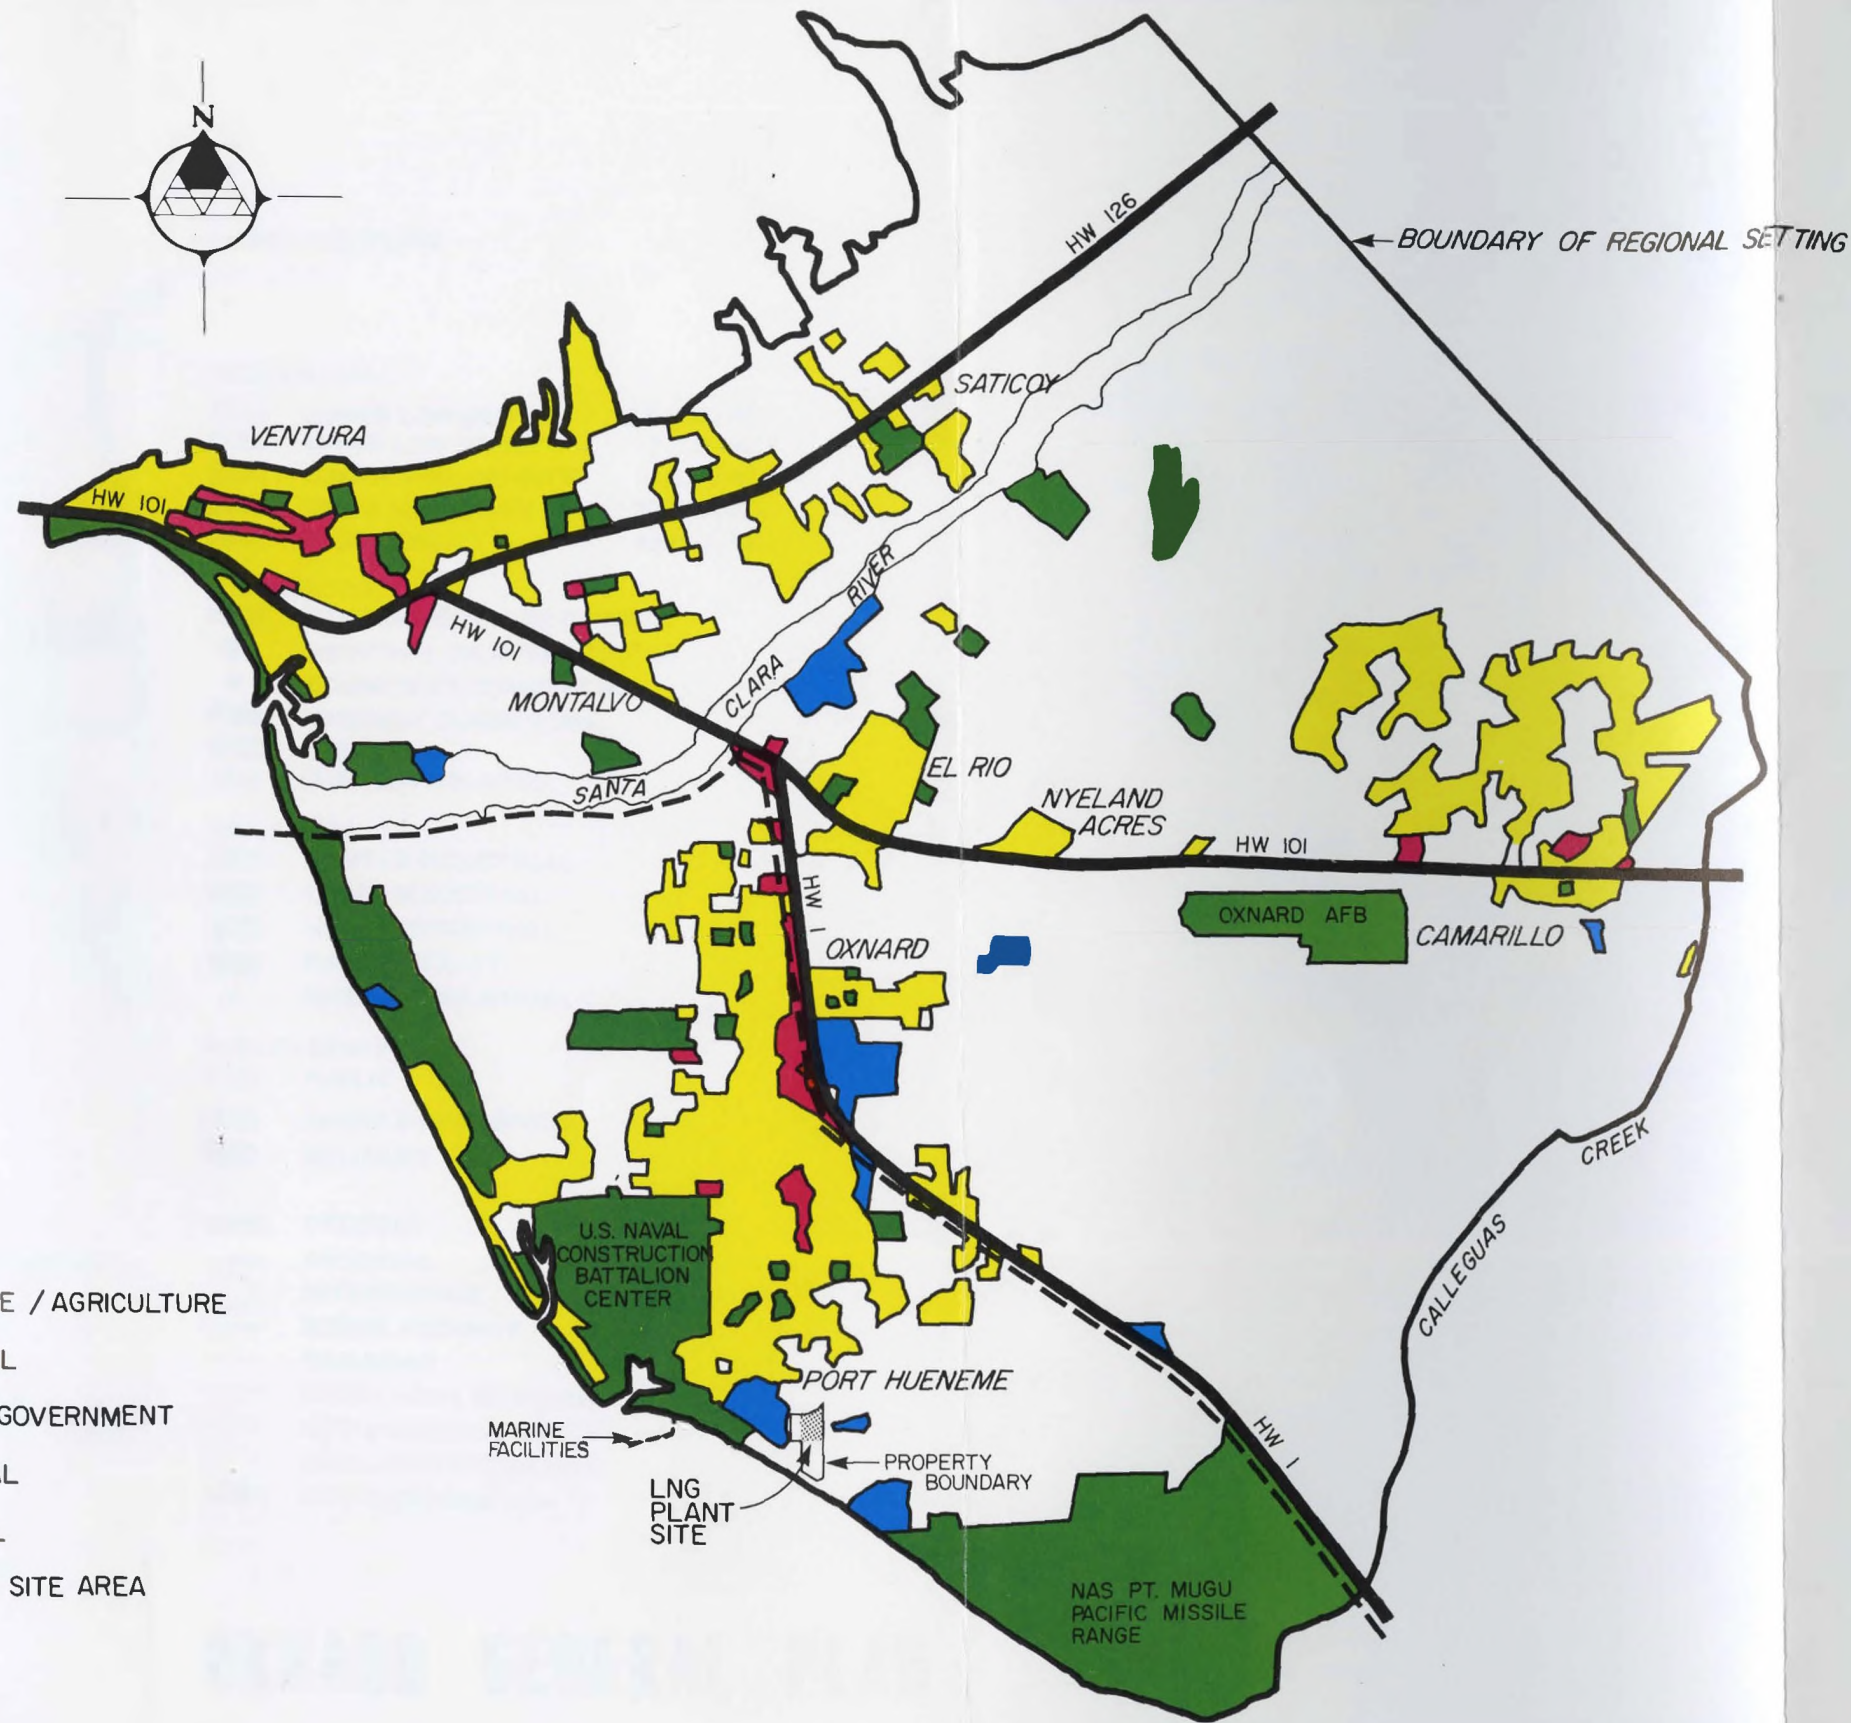 N
HW 126
BOUNDARY OF REGIONAL SETTING
SATICOY
VENTURA
HW 101
HW 101
RIVER
CLARA
MONTALVO
SANTA
EL RIO
NYELAND
ACRES
HW 101
HW 1
OXNARD AFB
CAMARILLO
OXNARD
CREEK
CALLEGUAS
U.S. NAVAL
CONSTRUCTION
BATTALION
CENTER
E / AGRICULTURE
L
GOVERNMENT
AL
L
SITE AREA
PORT HUENEME
MARINE
FACILITIES
PROPERTY
BOUNDARY
LNG
PLANT
SITE
HW 1
NAS PT. MUGU
PACIFIC MISSILE
RANGE